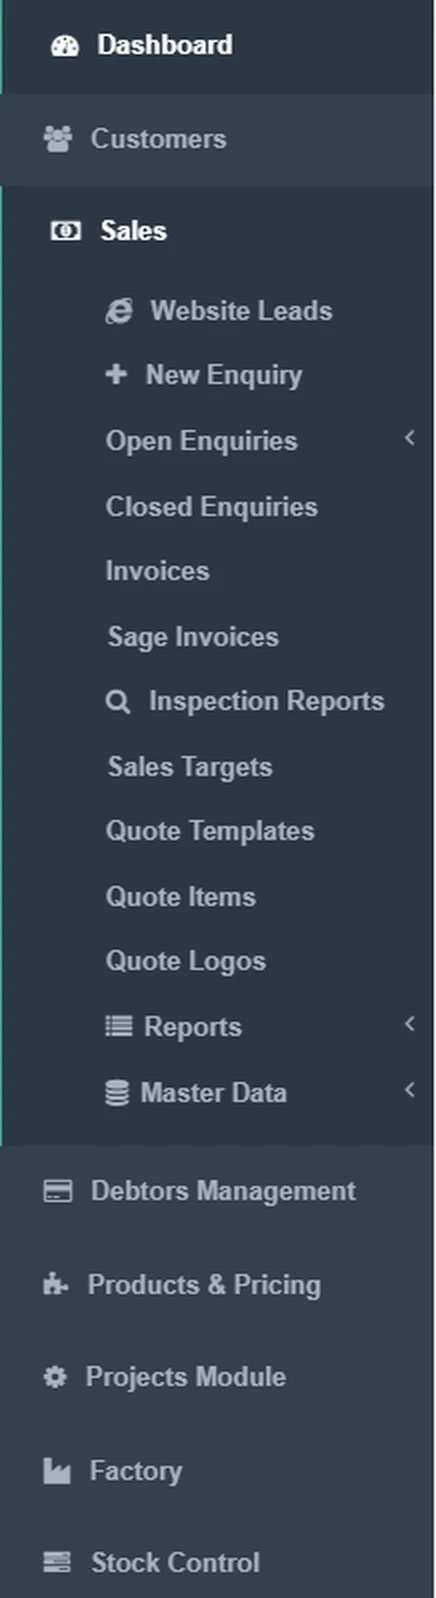 Dashboard
Customers
Sales
Website Leads
New Enquiry
Open Enquiries
Closed Enquiries
Invoices
Sage Invoices
Inspection Reports
Sales Targets
Quote Templates
Quote Items
Quote Logos
Reports
Master Data
Debtors Management
Products & Pricing
Projects Module
Factory
Stock Control